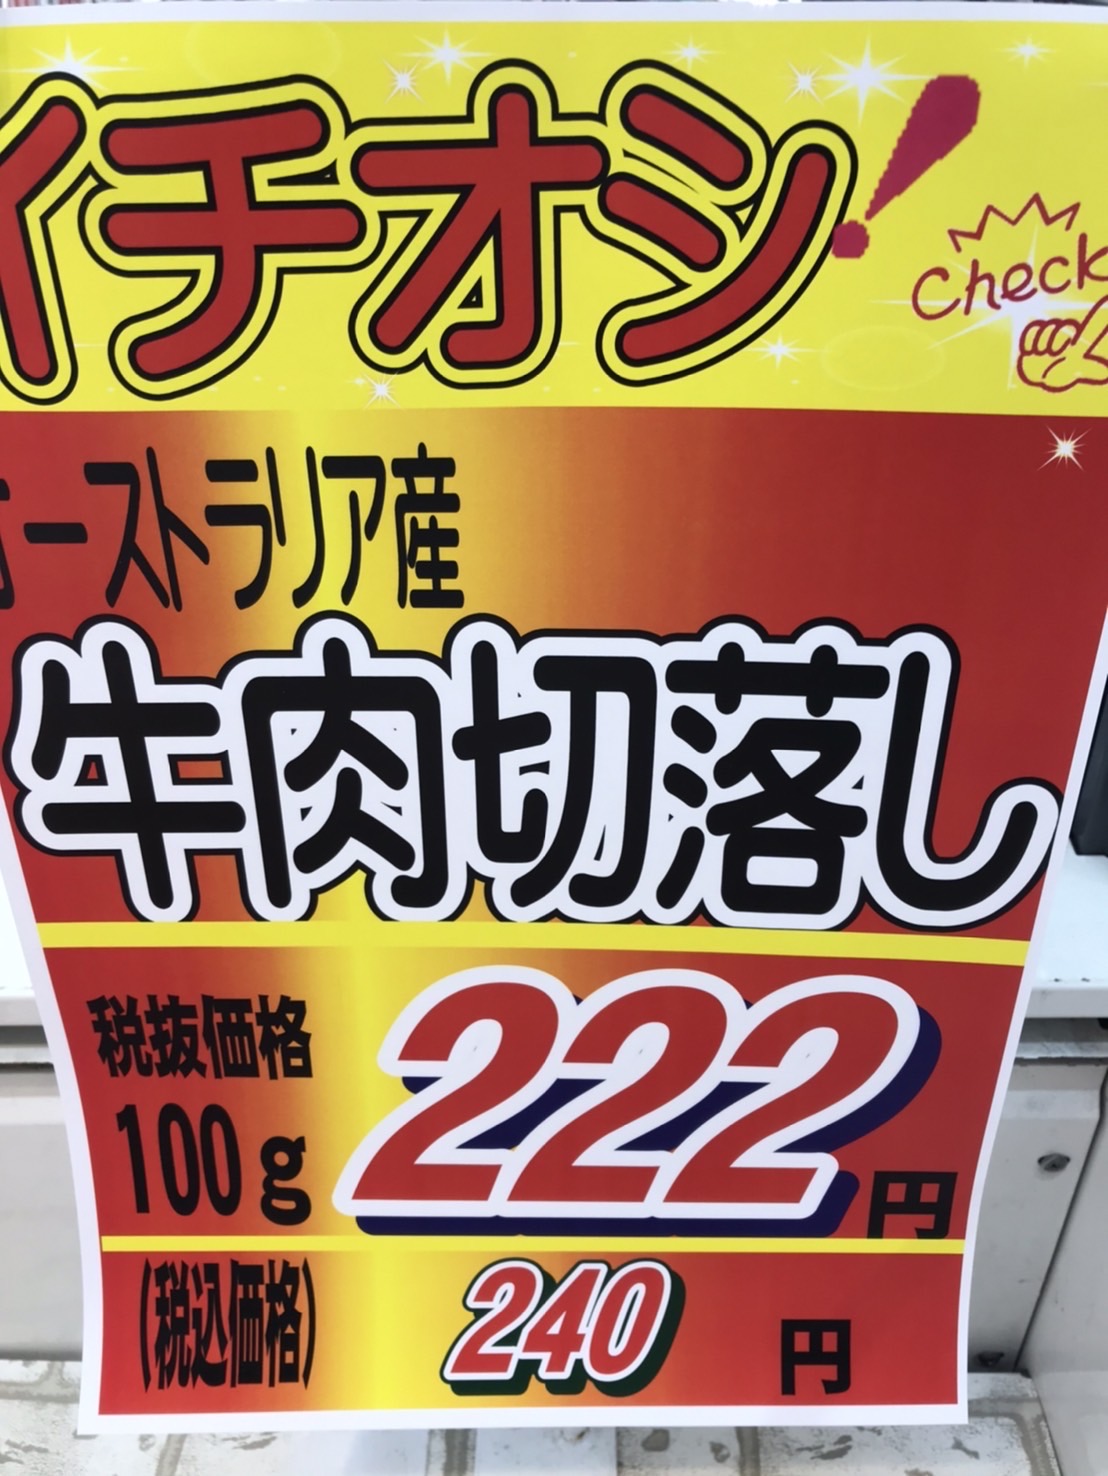 イチオシ!
Check
オーストラリア産
牛肉切落し
税抜価格
100g
222円
(税込価格)
240円